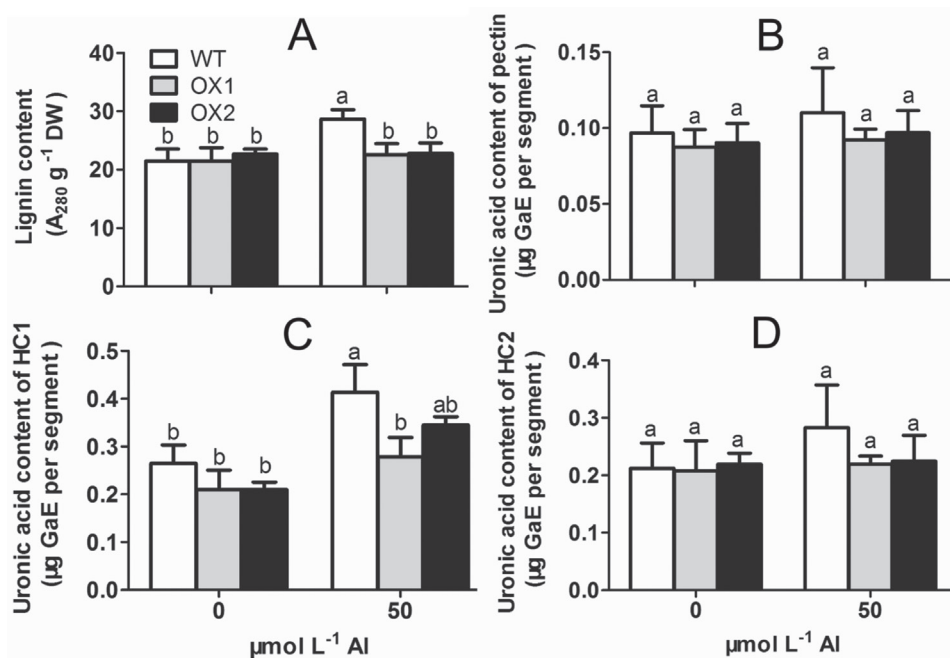 A
Lignin content
(A280 g-1 DW)
40
30
20
10
0
WT
OX1
OX2
b b b
a
b b
B
Uronic acid content of pectin
(µg GaE per segment )
0.15
0.10
0.05
0.00
a a a
a a a
C
Uronic acid content of HC1
(µg GaE per segment )
0.5
0.4
0.3
0.2
0.1
0.0
b b b
a
b
ab
0
50
µmol L-1 Al
D
Uronic acid content of HC2
(µg GaE per segment)
0.4
0.3
0.2
0.1
0.0
a a a
a a a
0
50
µmol L-1 Al